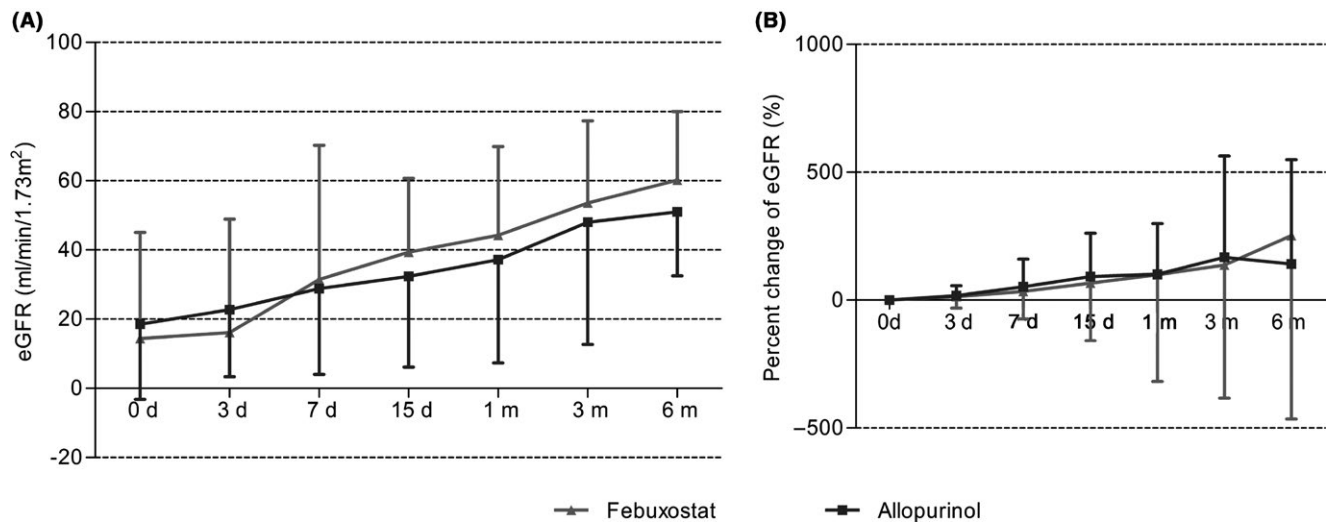 (A)
100
80
60
40
20
0
-20
eGFR (ml/min/1.73m²)
0 d 3 d 7 d 15 d 1 m 3 m 6 m
(B)
1000
500
0
–500
Percent change of eGFR (%)
0d 3 d 7 d 15 d 1 m 3 m 6 m
Febuxostat Allopurinol